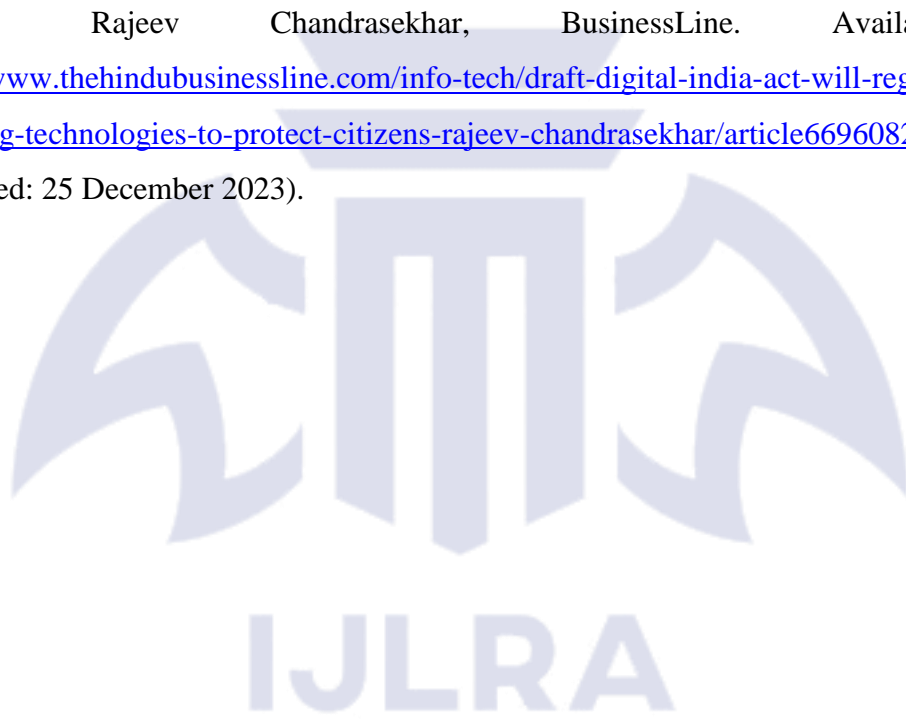 Rajeev Chandrasekhar, BusinessLine. Availa
www.thehindubusinessline.com/info-tech/draft-digital-india-act-will-reg
g-technologies-to-protect-citizens-rajeev-chandrasekhar/article669608
ed: 25 December 2023).
IJLRA